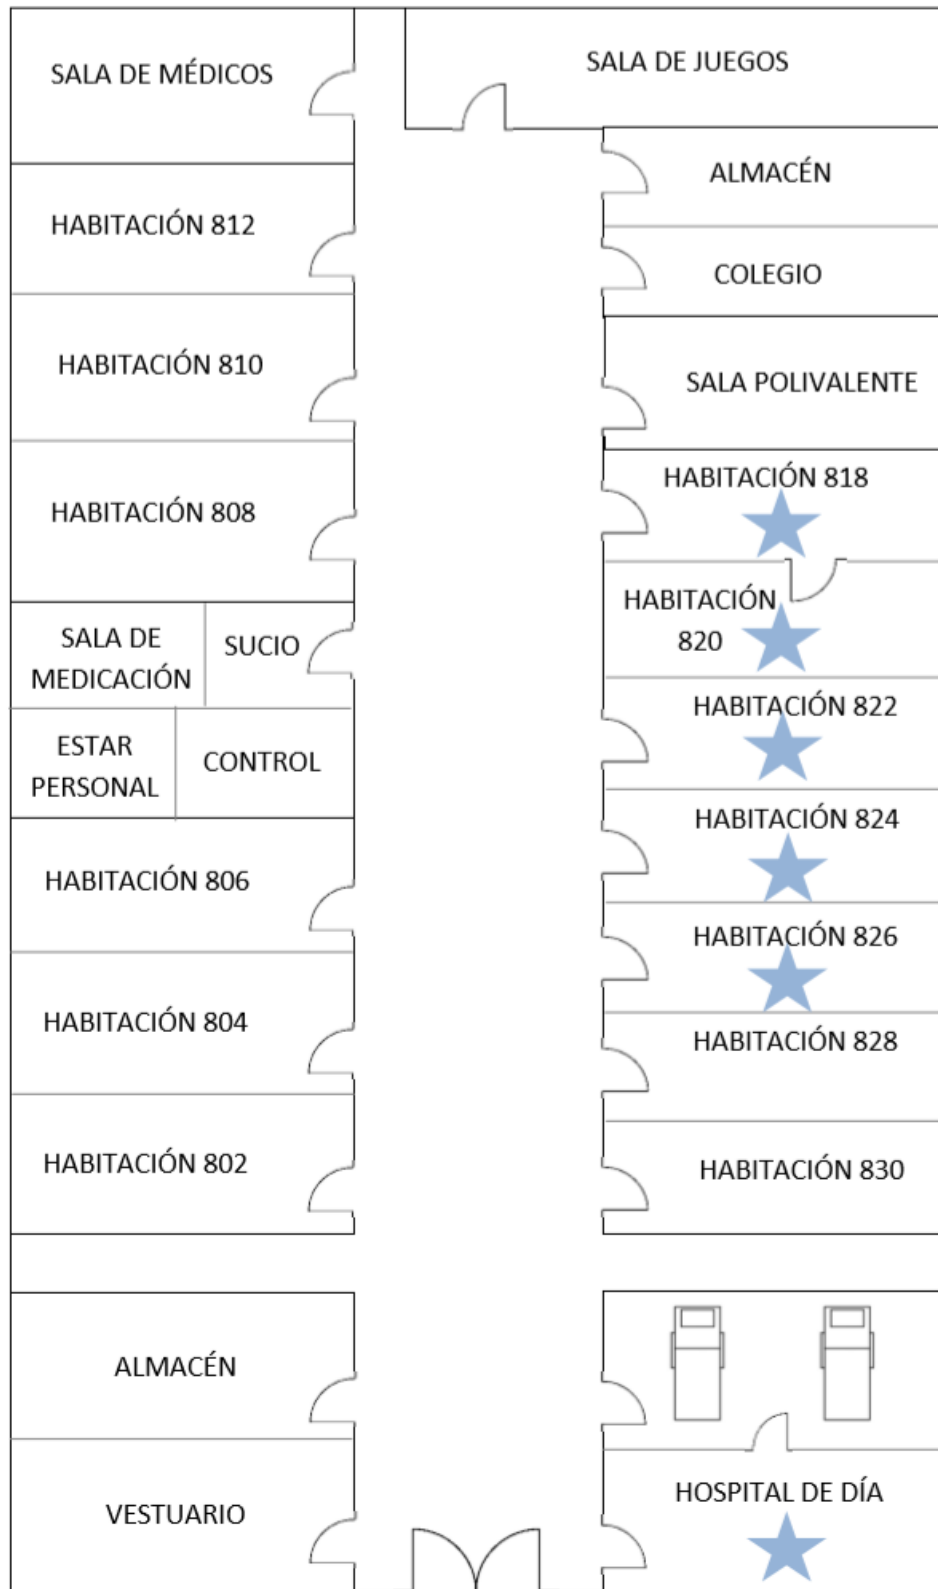 SALA DE MÉDICOS
SALA DE JUEGOS
ALMACÉN
HABITACIÓN 812
COLEGIO
HABITACIÓN 810
SALA POLIVALENTE
HABITACIÓN 818
HABITACIÓN 808
HABITACIÓN
820
SALA DE
MEDICACIÓN
SUCIO
HABITACIÓN 822
ESTAR
PERSONAL
CONTROL
HABITACIÓN 824
HABITACIÓN 806
HABITACIÓN 826
HABITACIÓN 804
HABITACIÓN 828
HABITACIÓN 802
HABITACIÓN 830
ALMACÉN
HOSPITAL DE DÍA
VESTUARIO